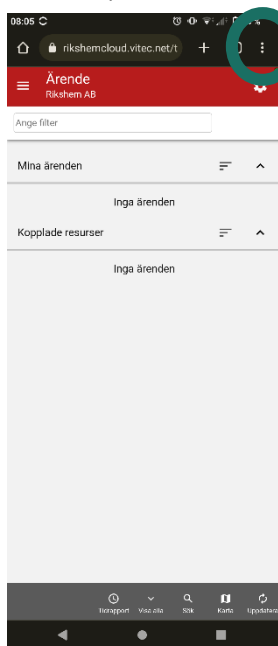 08:05
rikshemcloud.vitec.net/t
Ärende
Rikshem AB
Ange filter
Mina ärenden
Inga ärenden
Kopplade resurser
Inga ärenden
Tidrapport Visa alla Sök Karta Uppdatera